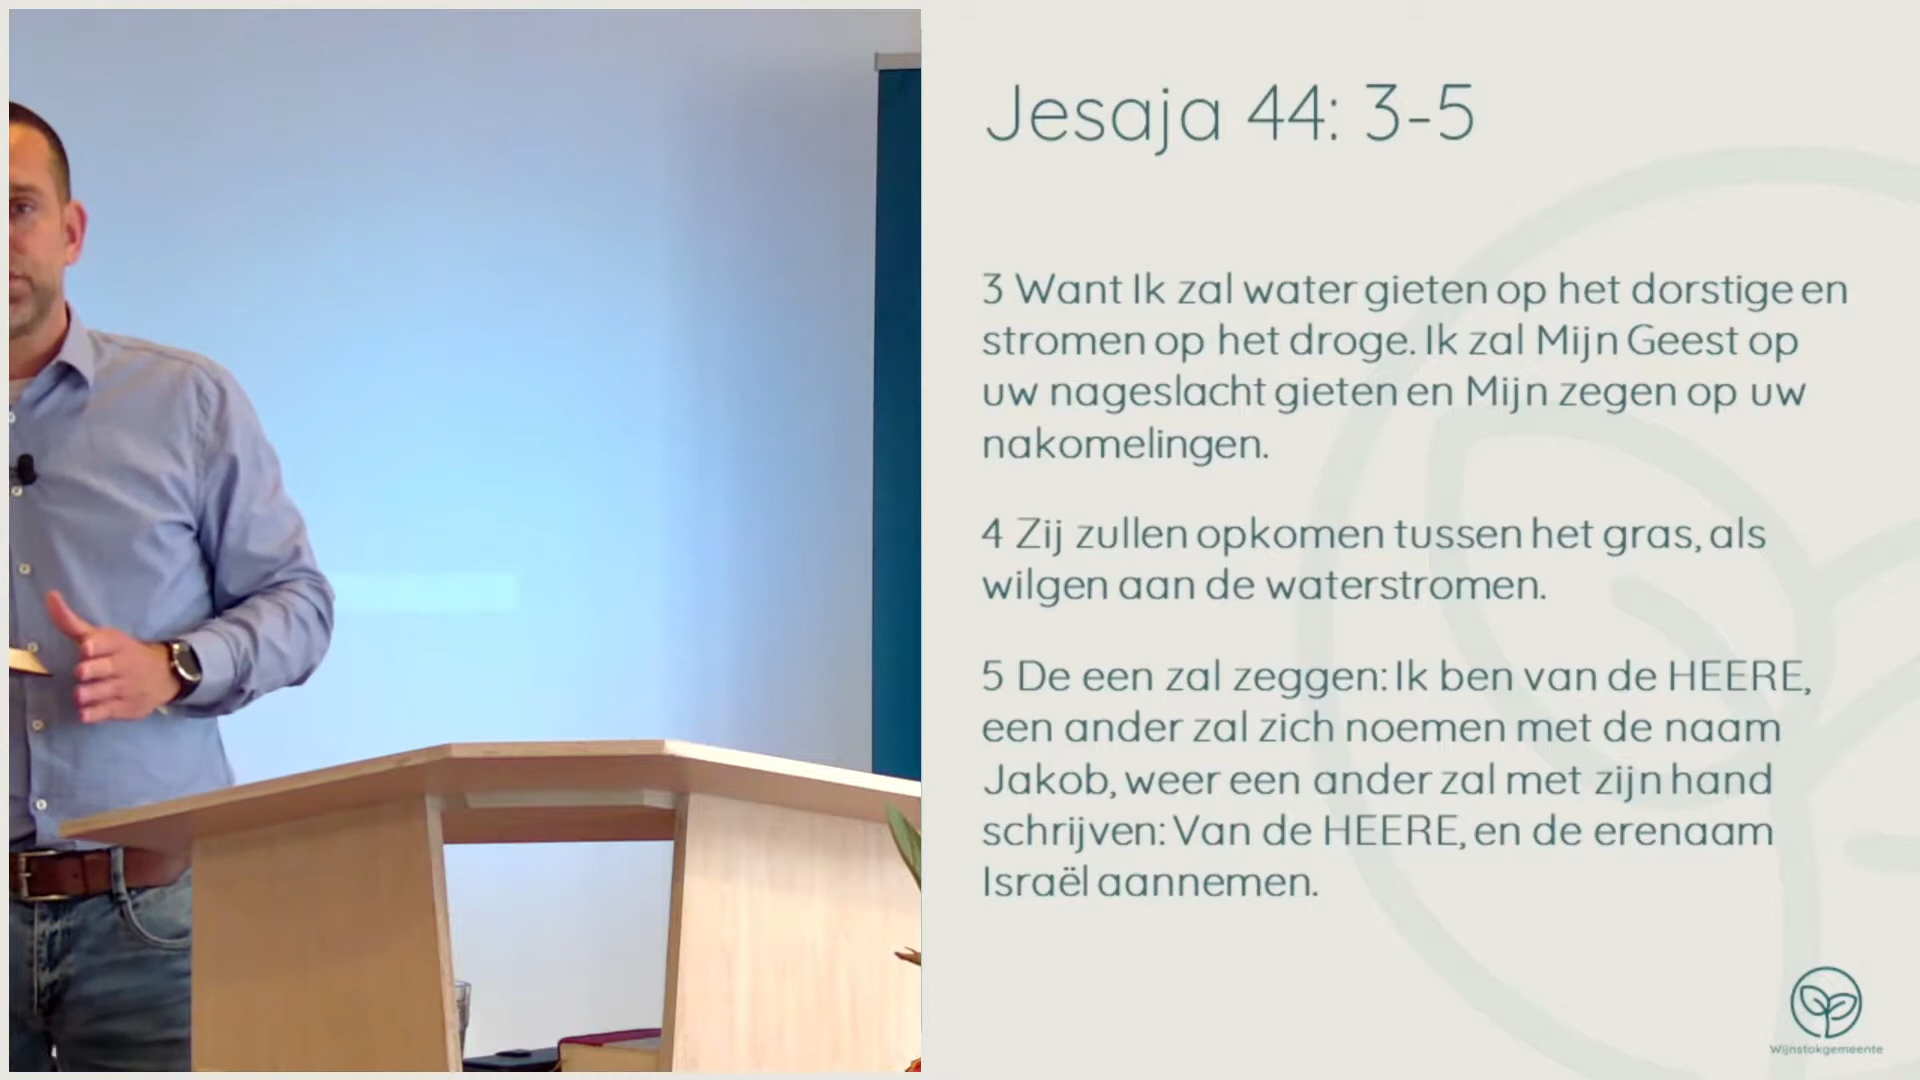 Jesaja 44: 3-5
3 Want Ik zal water gieten op het dorstige en
stromen op het droge. Ik zal Mijn Geest op
uw nageslacht gieten en Mijn zegen op uw
nakomelingen.
4 Zij zullen opkomen tussen het gras, als
wilgen aan de waterstromen.
5 De een zal zeggen: Ik ben van de HEERE,
een ander zal zich noemen met de naam
Jakob, weer een ander zal met zijn hand
schrijven: Van de HEERE, en de erenaam
Israël aannemen.
Wijnstokgemeente